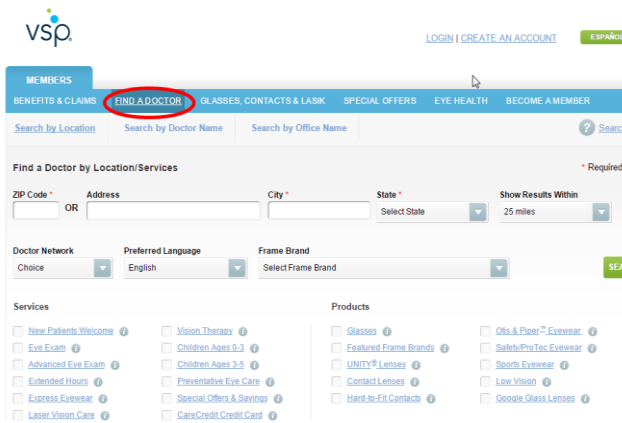 vsp.
LOGIN | CREATE AN ACCOUNT
ESPAÑOL
MEMBERS
BENEFITS & CLAIMS FIND A DOCTOR GLASSES, CONTACTS & LASIK SPECIAL OFFERS EYE HEALTH BECOME A MEMBER
Search by Location Search by Doctor Name Search by Office Name ? Searc
Find a Doctor by Location/Services * Required
ZIP Code * Address City * State * Show Results Within
OR Select State 25 miles
Doctor Network Preferred Language Frame Brand
Choice English Select Frame Brand SEA
Services Products
New Patients Welcome i Vision Therapy i Glasses i Otis & Piper™ Eyewear i
Eye Exam i Children Ages 0-3 i Featured Frame Brands i Safety/ProTec Eyewear i
Advanced Eye Exam i Children Ages 3-5 i UNITY® Lenses i Sports Eyewear i
Extended Hours i Preventative Eye Care i Contact Lenses i Low Vision i
Express Eyewear i Special Offers & Savings i Hard-to-Fit Contacts i Google Glass Lenses i
Laser Vision Care i CareCredit Credit Card i